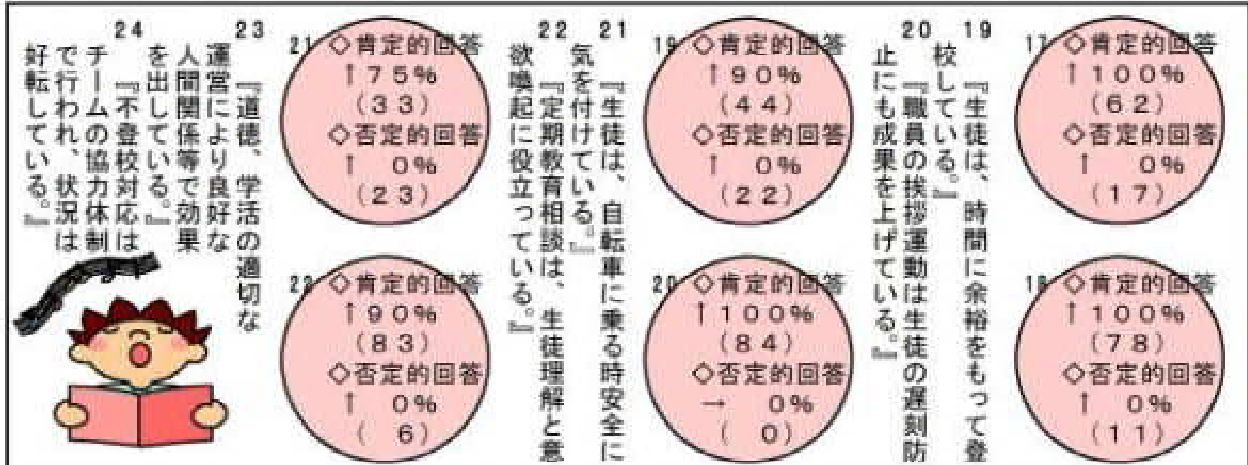 17
◇肯定的回答
↑100%
(62)
◇否定的回答
↑ 0%
(17)
18
◇肯定的回答
↑100%
(78)
◇否定的回答
↑ 0%
(11)
19 『生徒は、時間に余裕をもって登
校している。』
20 『職員の挨拶運動は生徒の遅刻防
止にも成果を上げている。』
19
◇肯定的回答
↑90%
(44)
◇否定的回答
↑ 0%
(22)
20
◇肯定的回答
↑100%
(84)
◇否定的回答
→ 0%
( 0)
21 『生徒は、自転車に乗る時安全に
気を付けている。』
22 『定期教育相談は、生徒理解と意
欲喚起に役立っている。』
21
◇肯定的回答
↑75%
(33)
◇否定的回答
↑ 0%
(23)
22
◇肯定的回答
↑90%
(83)
◇否定的回答
↑ 0%
( 6)
23 『道徳、学活の適切な
運営により良好な
人間関係等で効果
を出している。』
24 『不登校対応は
チームの協力体制
で行われ、状況は
好転している。』